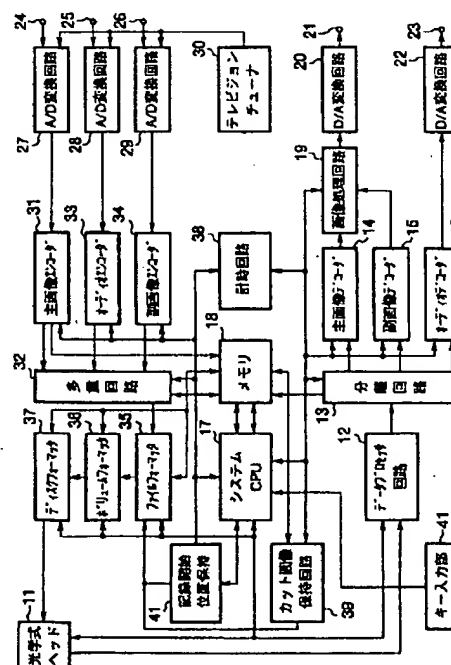 24
25
26
21
23
A/D変換回路
A/D変換回路
A/D変換回路
30
テレビジョン
チューナ
20
D/A変換回路
22
D/A変換回路
27
28
29
19
画像処理回路
31
主画像エンコーダ
33
オーディオエンコーダ
34
副画像エンコーダ
38
計時回路
14
主画像デコーダ
15
副画像デコーダ
オーディオデコーダ
32
多重回路
18
メモリ
13
分離回路
37
ディスクフォーマッタ
36
ボリュームフォーマッタ
35
ファイルフォーマッタ
17
システム
CPU
12
データプロセッサ
回路
41
記録開始
位置保持
カット画像
保持回路
39
キー入力部
41
11
光学式
ヘッド